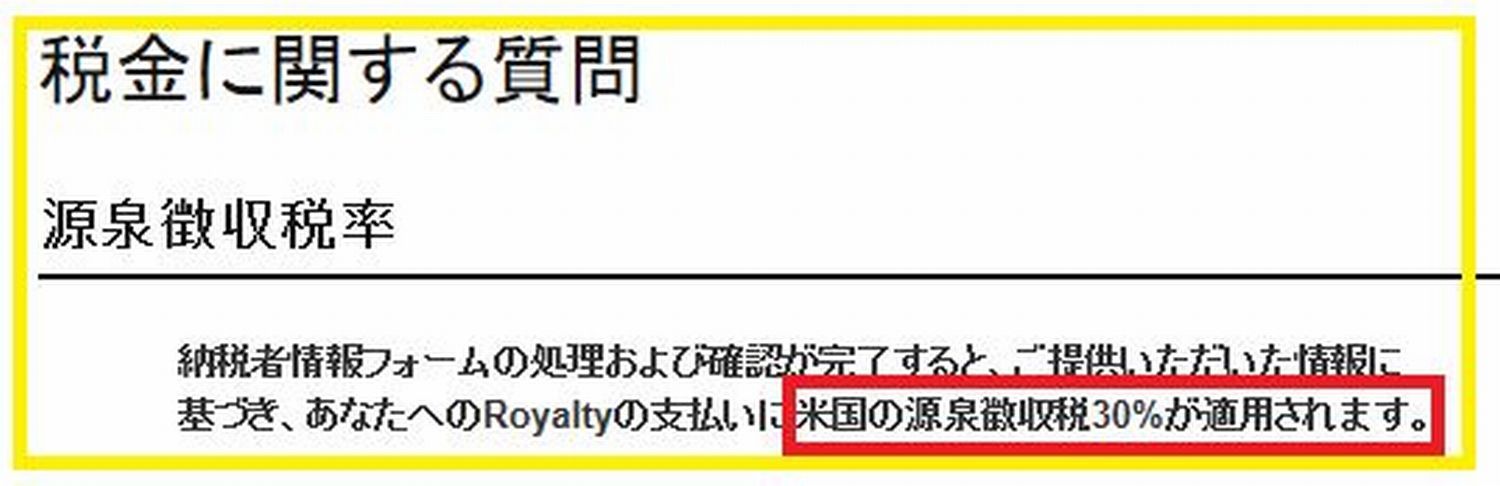 税金に関する質問
源泉徴収税率
納税者情報フォームの処理および確認が完了すると、ご提供いただいた情報に
基づき、あなたへのRoyaltyの支払いに米国の源泉徴収税30%が適用されます。